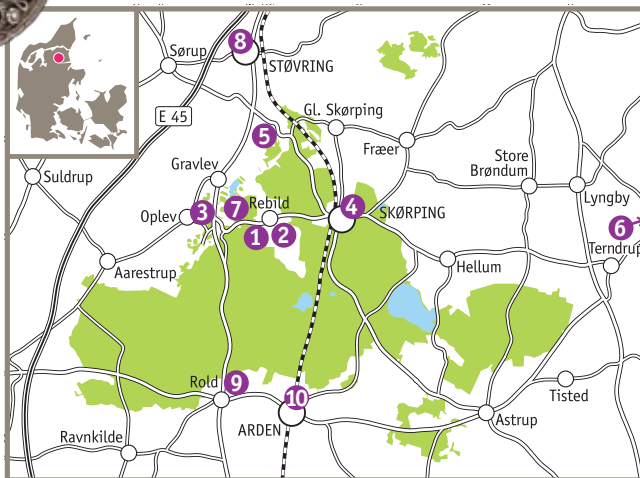 Sørup
8
STØVRING
E 45
Gl. Skørping
5
Fræer
Gravlev
Store
Brøndum
Suldrup
Lyngby
Oplev
3
7
Rebild
4
SKØRPING
6
1
2
Terndrup
Aarestrup
Hellum
Rold
9
10
Tisted
ARDEN
Astrup
Ravnkilde